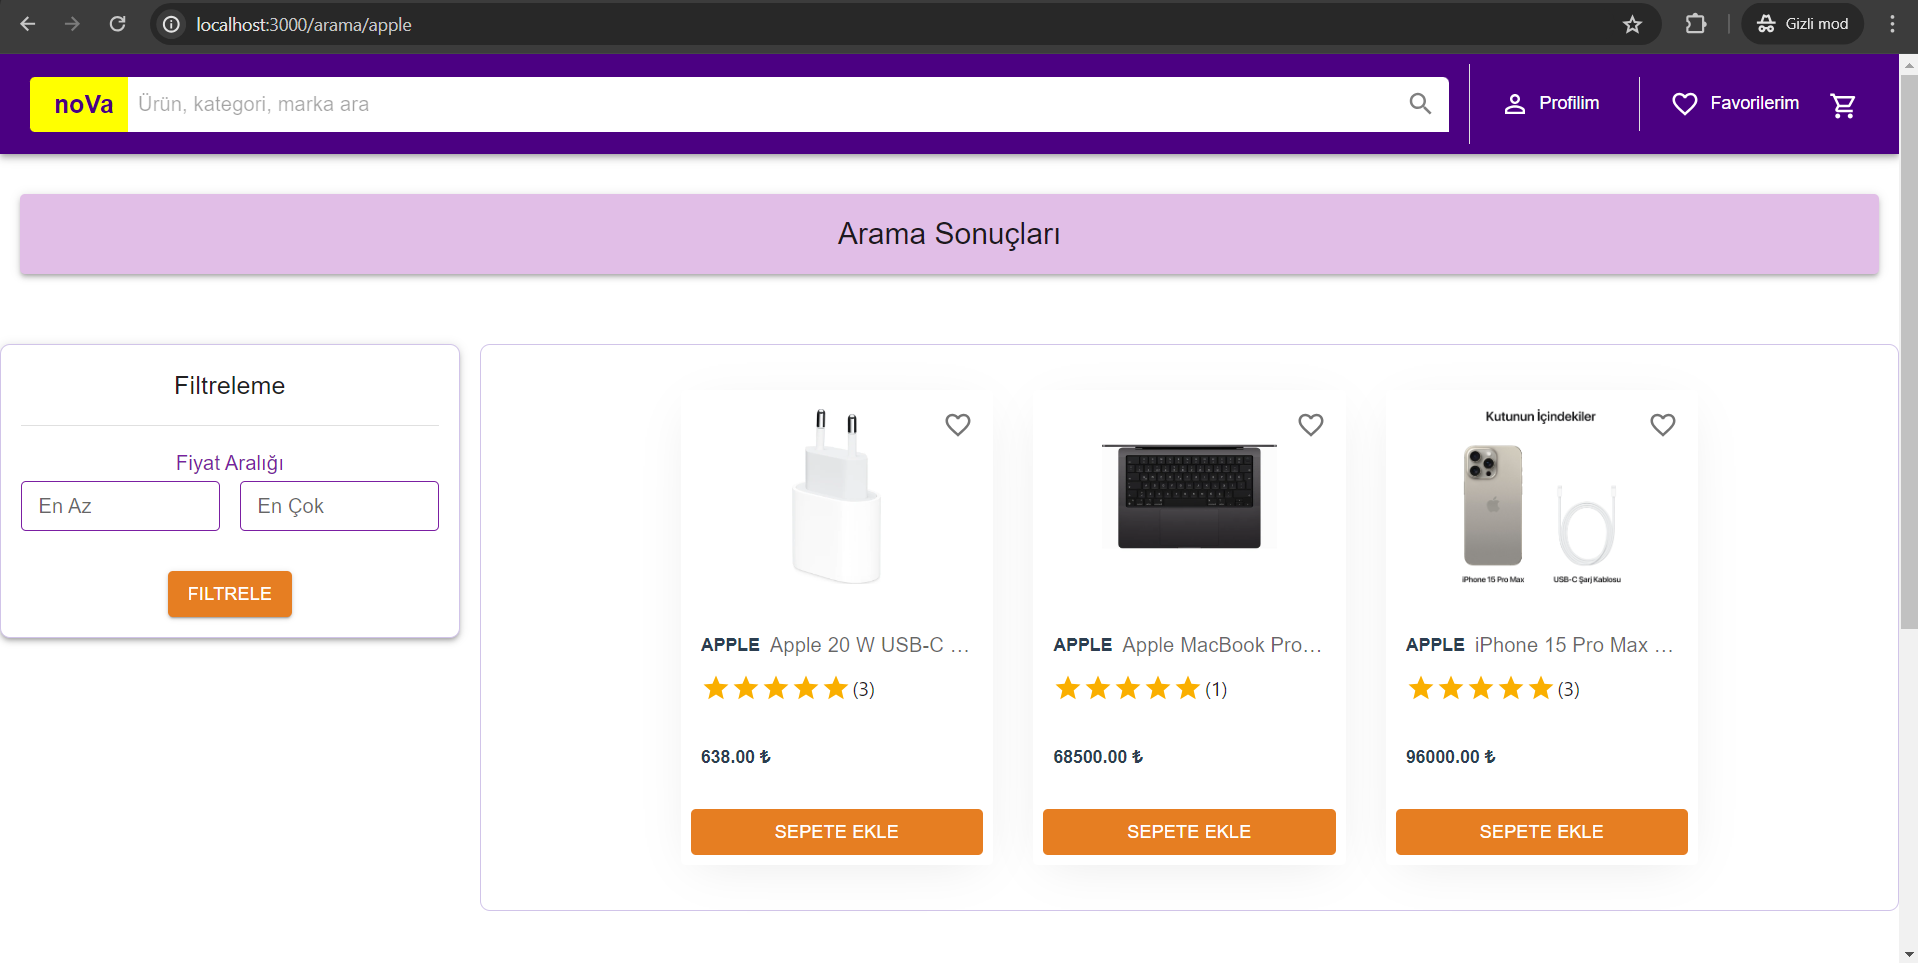 localhost:3000/arama/apple
Gizli mod
noVa
Ürün, kategori, marka ara
Profilim
Favorilerim
Arama Sonuçları
Filtreleme
Fiyat Aralığı
En Az
En Çok
FILTRELE
APPLE Apple 20 W USB-C ...
(3)
638.00 ₺
SEPETE EKLE
APPLE Apple MacBook Pro...
(1)
68500.00 ₺
SEPETE EKLE
Kutunun İçindekiler
iPhone 15 Pro Max
USB-C Şarj Kablosu
APPLE iPhone 15 Pro Max ...
(3)
96000.00 ₺
SEPETE EKLE